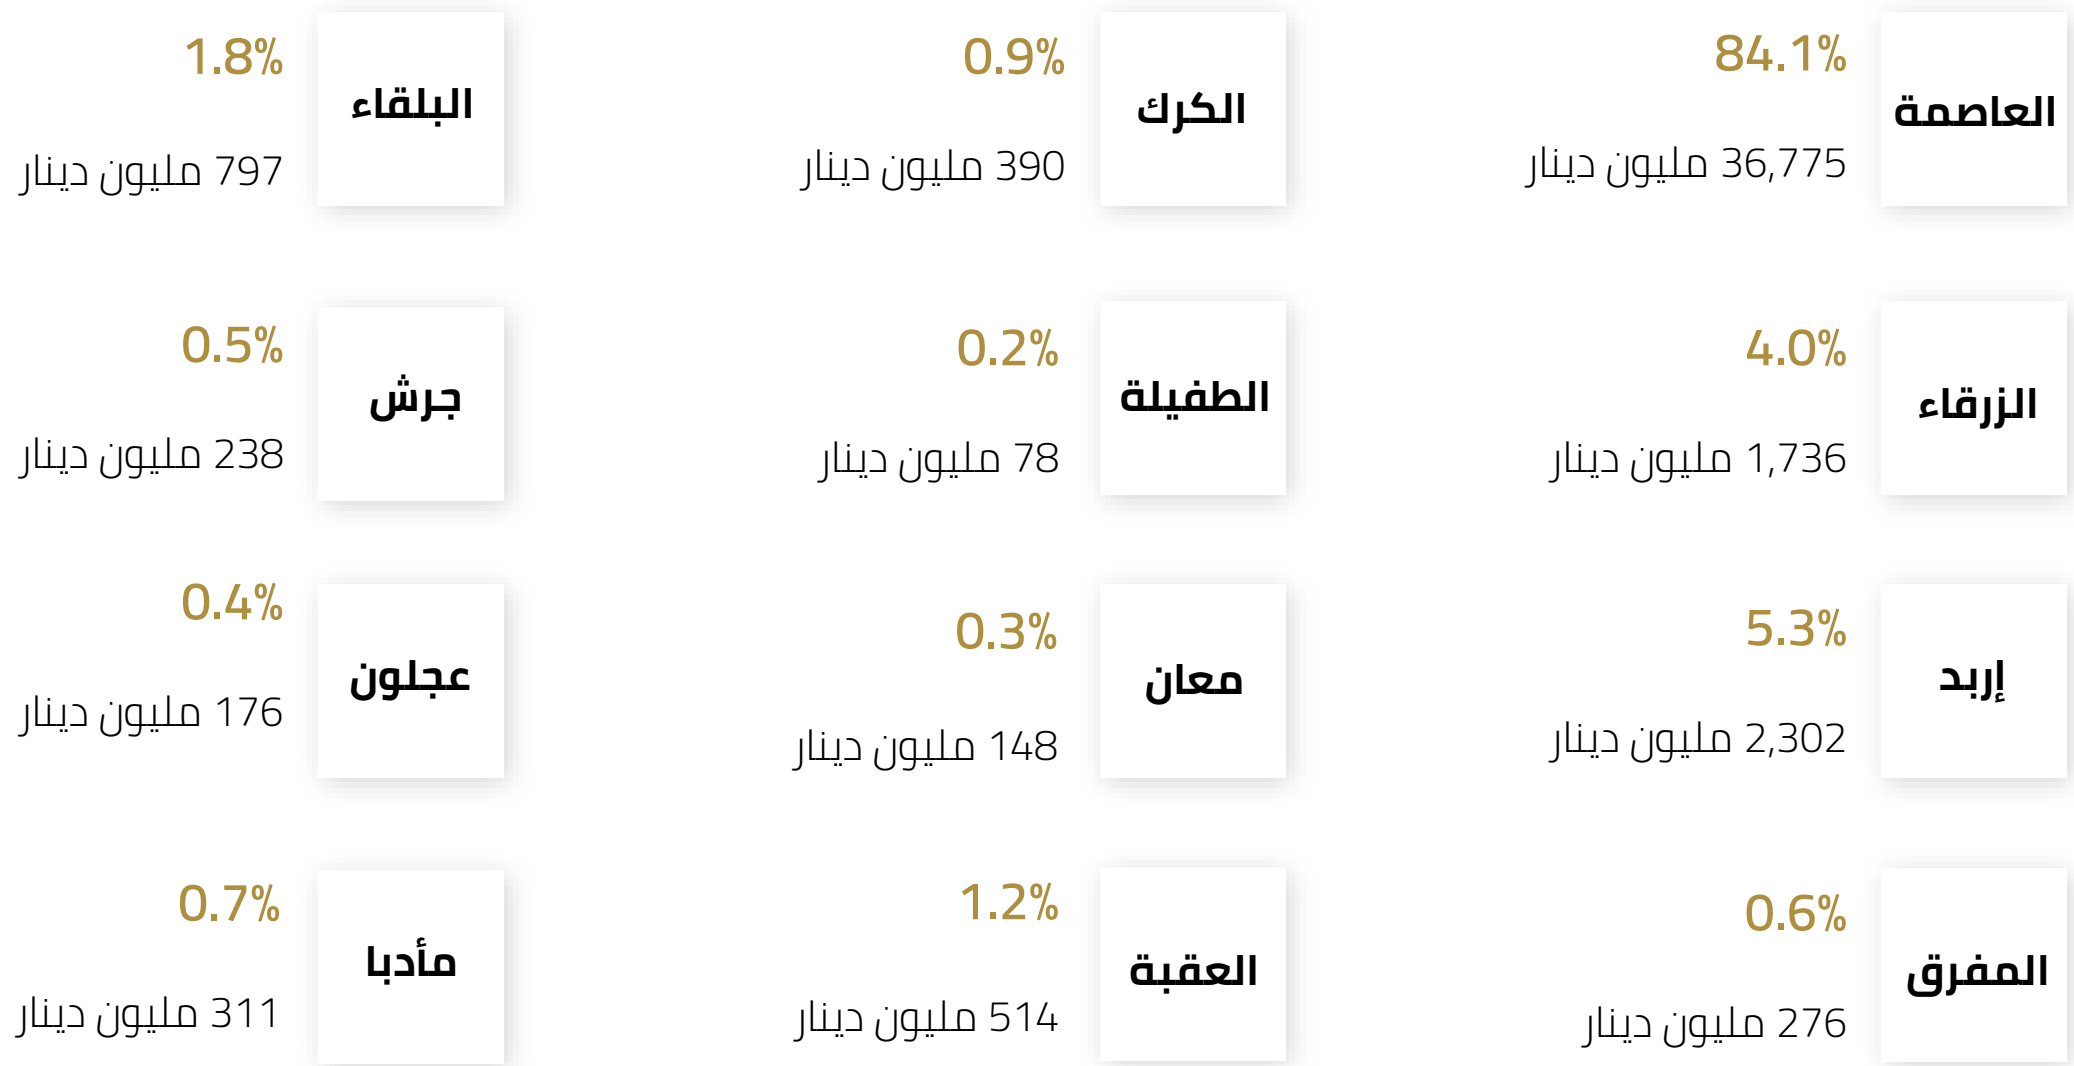 العاصمة
84.1%
36,775 مليون دينار
الكرك
0.9%
390 مليون دينار
البلقاء
1.8%
797 مليون دينار
الزرقاء
4.0%
1,736 مليون دينار
الطفيلة
0.2%
78 مليون دينار
جرش
0.5%
238 مليون دينار
إربد
5.3%
2,302 مليون دينار
معان
0.3%
148 مليون دينار
عجلون
0.4%
176 مليون دينار
المفرق
0.6%
276 مليون دينار
العقبة
1.2%
514 مليون دينار
مأدبا
0.7%
311 مليون دينار